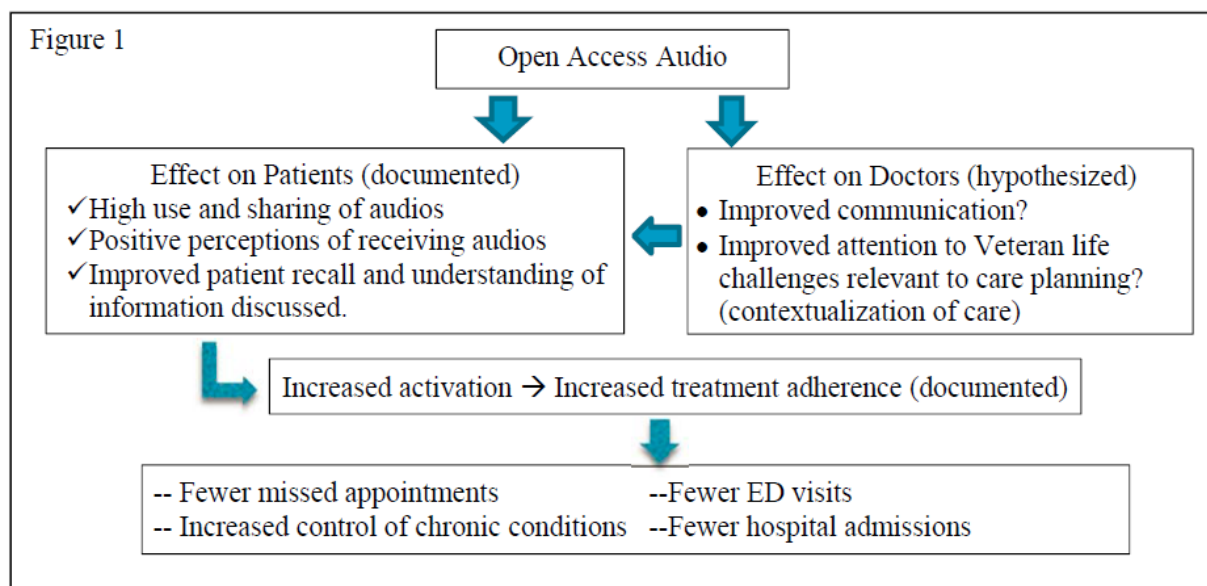 Figure 1
Open Access Audio
Effect on Patients (documented)
✓High use and sharing of audios
✓Positive perceptions of receiving audios
✓Improved patient recall and understanding of
information discussed.
Effect on Doctors (hypothesized)
• Improved communication?
• Improved attention to Veteran life
challenges relevant to care planning?
(contextualization of care)
Increased activation → Increased treatment adherence (documented)
-- Fewer missed appointments --Fewer ED visits
-- Increased control of chronic conditions --Fewer hospital admissions